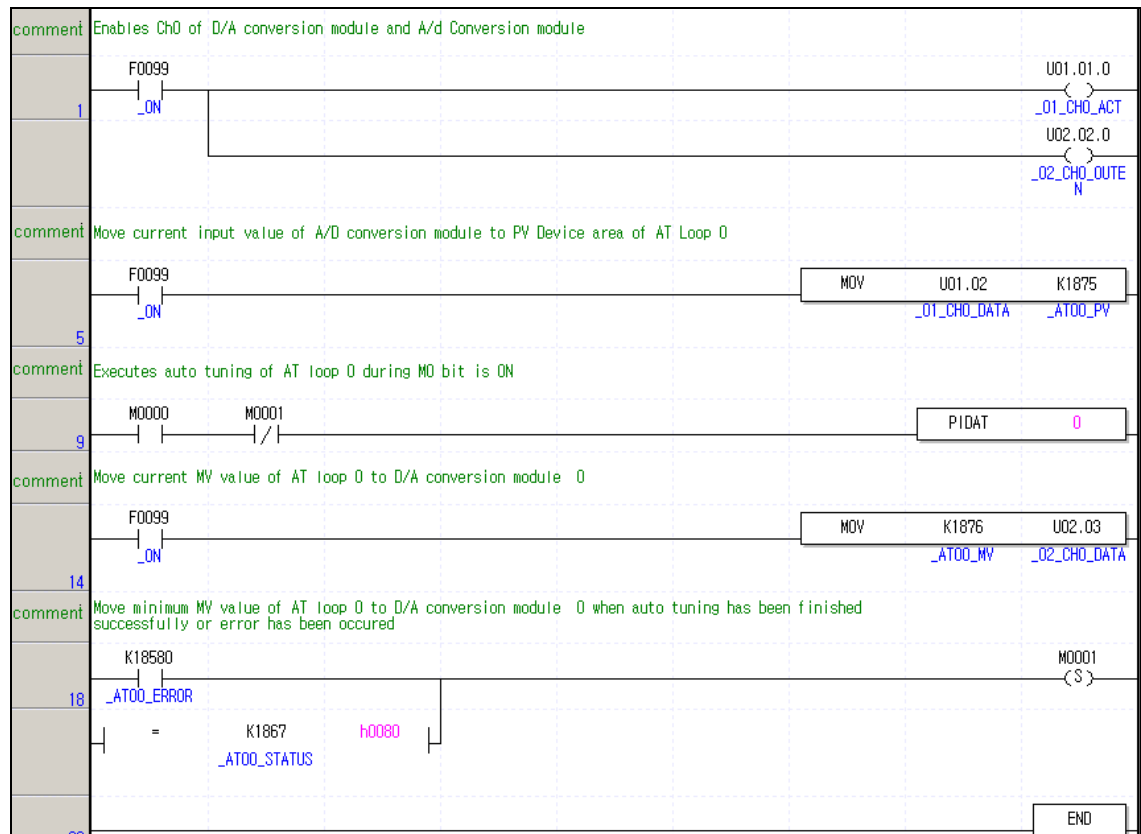 comment Enables Ch0 of D/A conversion module and A/d Conversion module
F0099 U01.01.0
1 _ON _01_CH0_ACT
U02.02.0
_02_CH0_OUTE
N
comment Move current input value of A/D conversion module to PV Device area of AT Loop 0
F0099 MOV U01.02 K1875
_ON _01_CH0_DATA _AT00_PV
5
comment Executes auto tuning of AT loop 0 during M0 bit is ON
M0000 M0001 PIDAT 0
9
comment Move current MV value of AT loop 0 to D/A conversion module 0
F0099 MOV K1876 U02.03
_ON _AT00_MV _02_CH0_DATA
14
comment Move minimum MV value of AT loop 0 to D/A conversion module 0 when auto tuning has been finished
successfully or error has been occured
K18580 M0001
(S)
18 _AT00_ERROR
= K1867 h0080
_AT00_STATUS
END